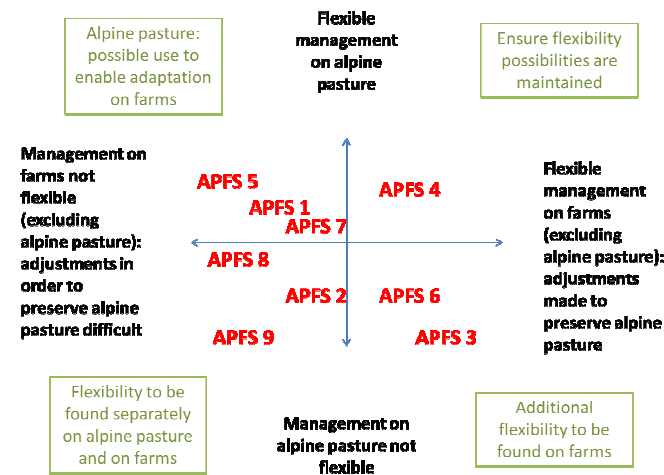 Alpine pasture:
possible use to
enable adaptation
on farms
Flexible
management
on alpine
pasture
Ensure flexibility
possibilities are
maintained
Management on
farms not
flexible
(excluding
alpine pasture):
adjustments in
order to
preserve alpine
pasture difficult
APFS 5
APFS 1
APFS 7
APFS 4
APFS 8
APFS 2
APFS 6
APFS 9
APFS 3
Flexible
management
on farms
(excluding
alpine pasture):
adjustments
made to
preserve alpine
pasture
Flexibility to be
found separately
on alpine pasture
and on farms
Management on
alpine pasture not
flexible
Additional
flexibility to be
found on farms